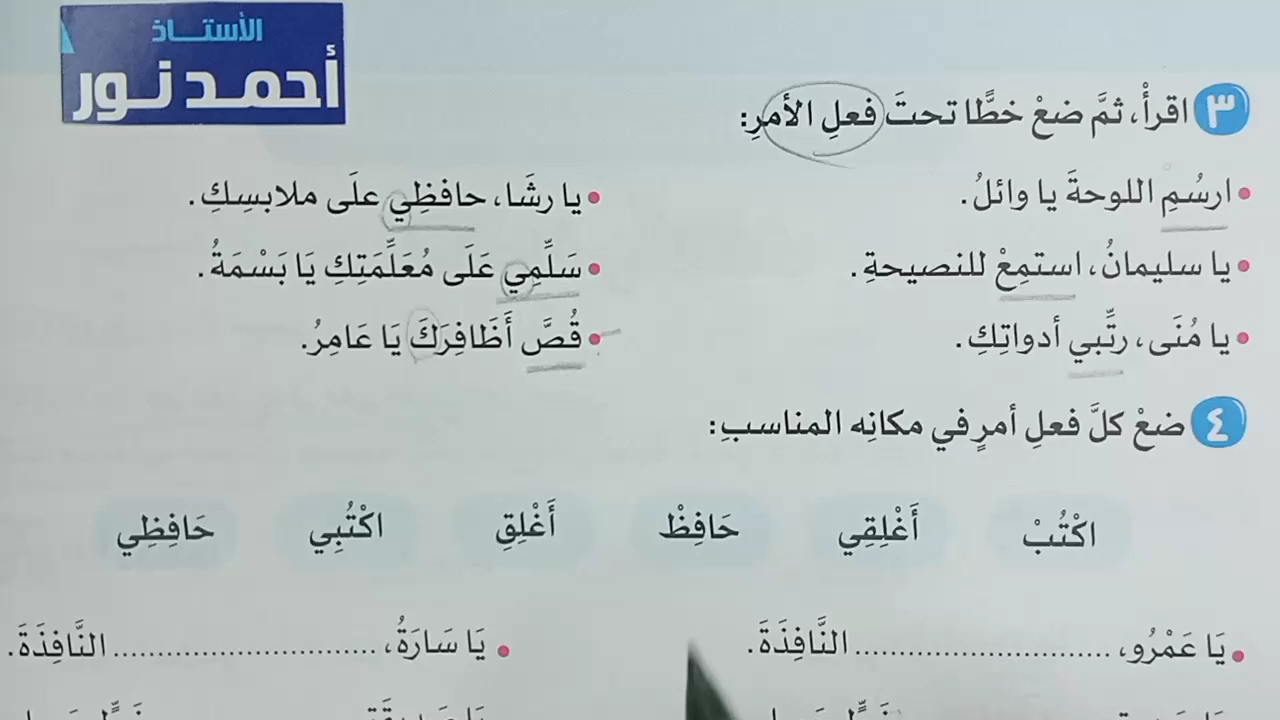 الأستاذ
أحمد نور
٣ اقرأْ، ثمَّ ضعْ خطًّا تحتَ فعلِ الأمرِ:
• ارسُمِ اللوحةَ يا وائلُ.
• يا رشَا، حافظِي علَى ملابسِكِ.
• يا سليمانُ، استمِعْ للنصيحةِ.
• سَلِّمِي عَلَى مُعَلِّمَتِكِ يَا بَسْمَةُ.
• يا مُنَى، رتِّبي أدواتِكِ.
• قُصَّ أَظَافِرَكَ يَا عَامِرُ.
٤ ضعْ كلَّ فعلِ أمرٍ في مكانِه المناسبِ:
اكْتُبْ أَغْلِقِي حَافِظْ أَغْلِقِ اكْتُبِي حَافِظِي
• يَا عَمْرُو، .............................. النَّافِذَةَ.
• يَا سَارَةُ، .............................. النَّافِذَةَ.